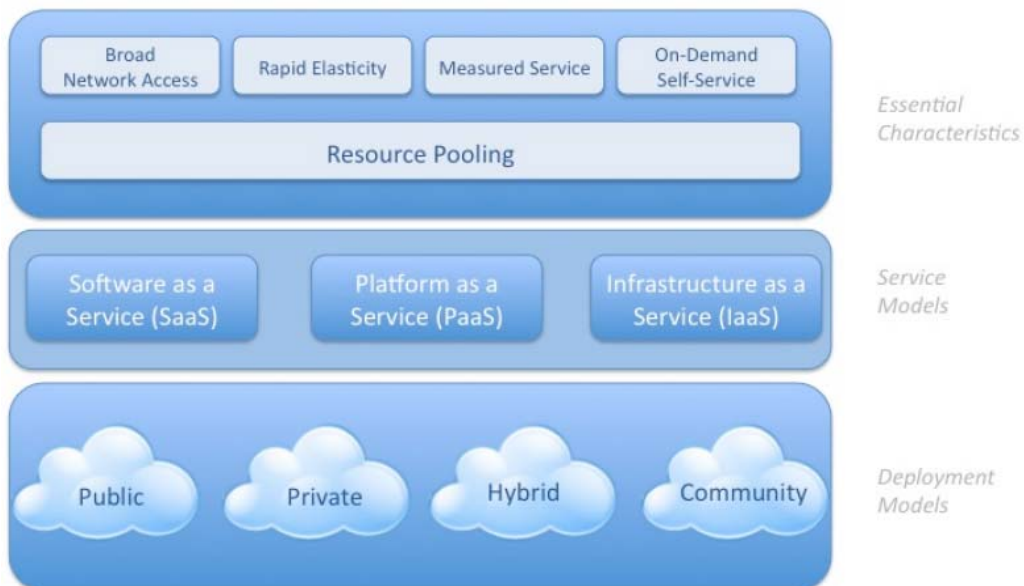 Broad
Network Access
Rapid Elasticity
Measured Service
On-Demand
Self-Service
Resource Pooling
Essential
Characteristics
Software as a
Service (SaaS)
Platform as a
Service (PaaS)
Infrastructure as a
Service (IaaS)
Service
Models
Public
Private
Hybrid
Community
Deployment
Models